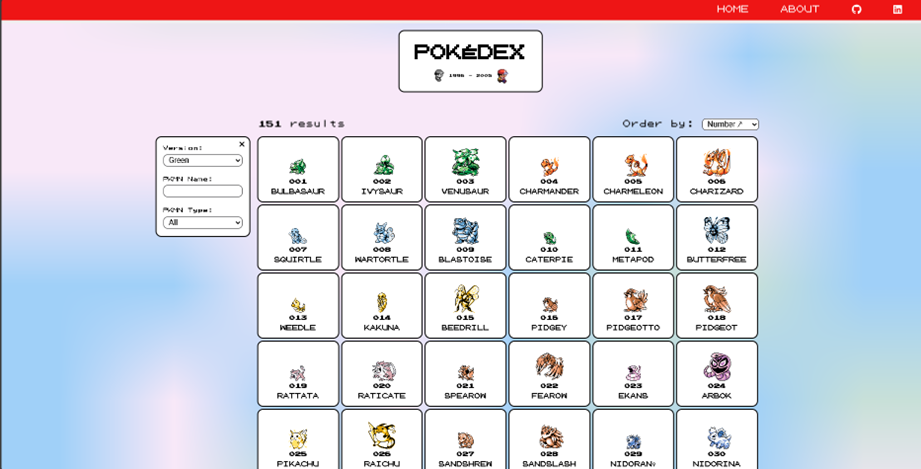 HOME ABOUT
POKéDEX
1996 - 2005
151 results
Order by: Number ↗
Version:
Green
PKMN Name:
PKMN Type:
All
001 002 003 004 005 006
BULBASAUR IVYSAUR VENUSAUR CHARMANDER CHARMELEON CHARIZARD
007 008 009 010 011 012
SQUIRTLE WARTORTLE BLASTOISE CATERPIE METAPOD BUTTERFREE
013 014 015 016 017 018
WEEDLE KAKUNA BEEDRILL PIDGEY PIDGEOTTO PIDGEOT
019 020 021 022 023 024
RATTATA RATICATE SPEAROW FEAROW EKANS ARBOK
025 026 027 028 029 030
PIKACHU RAICHU SANDSHREW SANDSLASH NIDORAN♀ NIDORINA